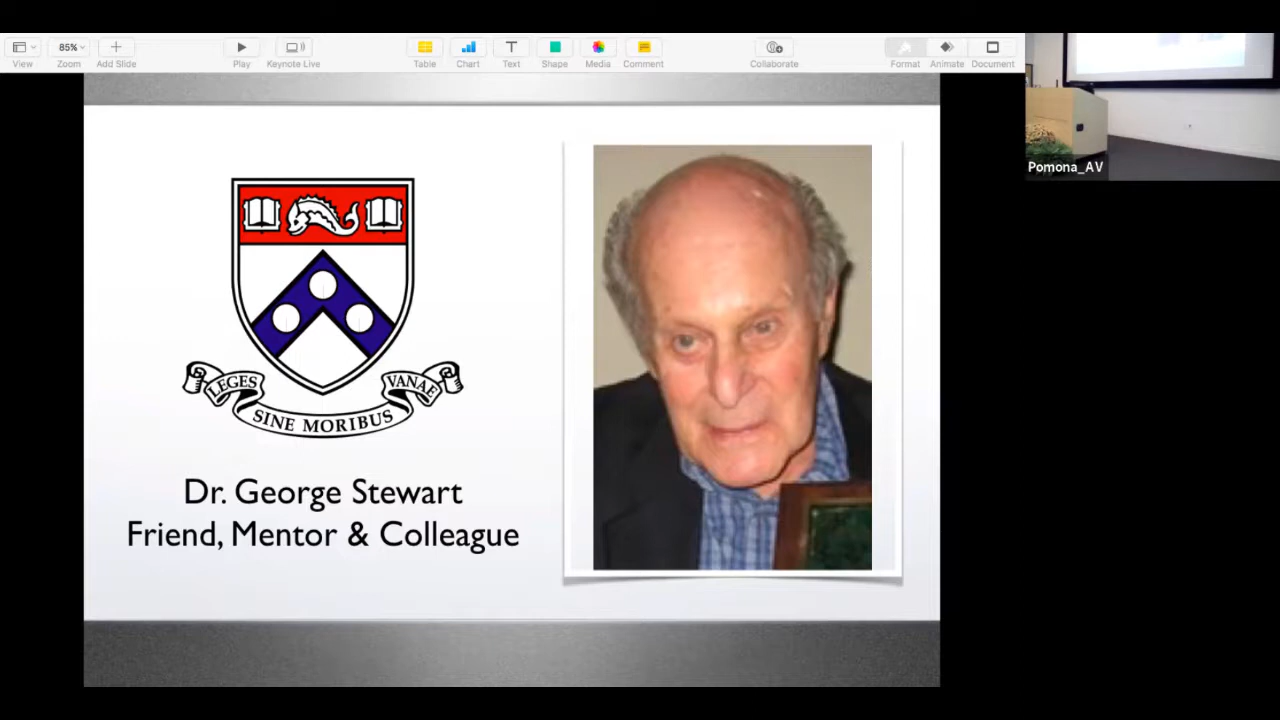 85%
View
Zoom
Add Slide
Play
Keynote Live
Table
Chart
Text
Shape
Media
Comment
Collaborate
Format
Animate
Document
Pomona_AV
LEGES
SINE MORIBUS
VANAE
Dr. George Stewart
Friend, Mentor & Colleague